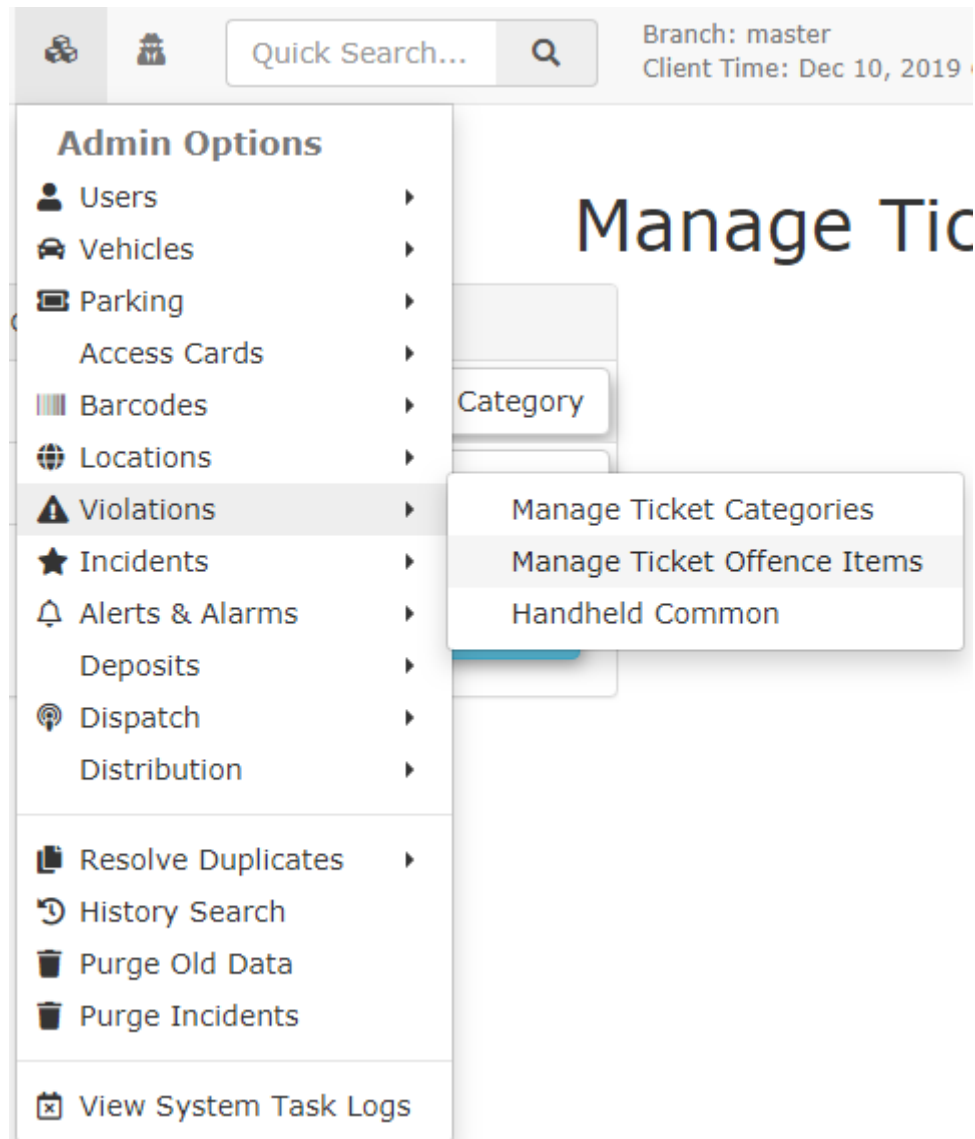 Quick Search...
Branch: master
Client Time: Dec 10, 2019
Admin Options
Users
Manage
Vehicles
Parking
Access Cards
Barcodes
Category
Locations
Violations
Manage Ticket Categories
Incidents
Manage Ticket Offence Items
Alerts & Alarms
Handheld Common
Deposits
Dispatch
Distribution
Resolve Duplicates
History Search
Purge Old Data
Purge Incidents
View System Task Logs